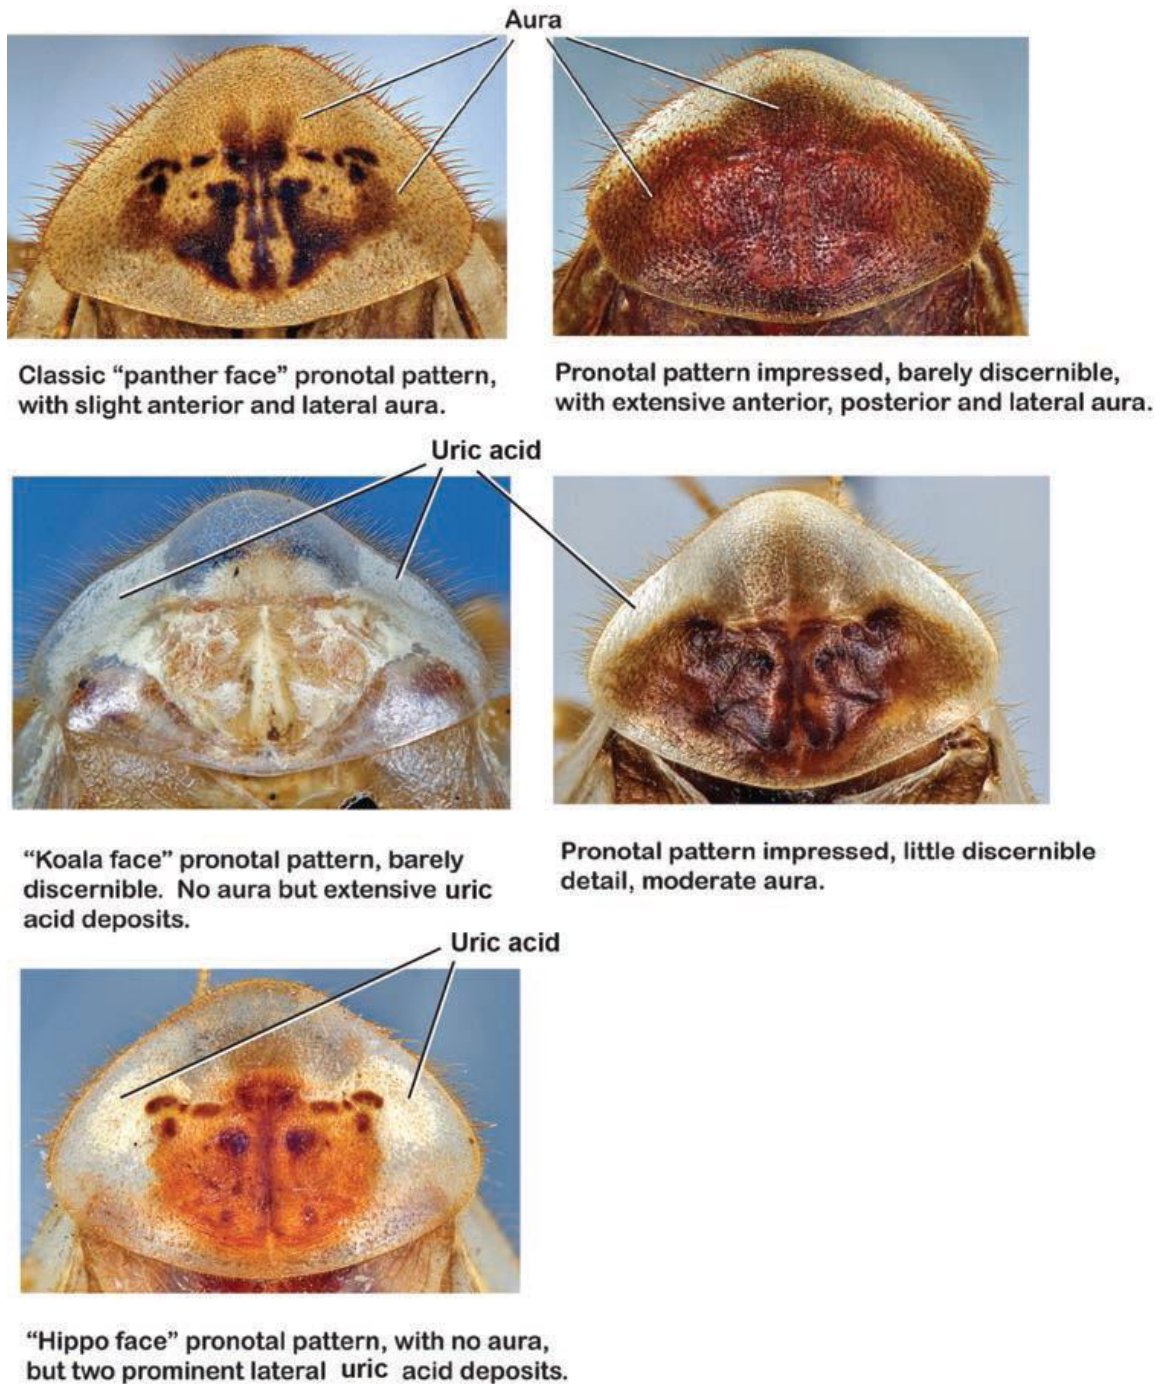 Aura
Classic “panther face” pronotal pattern,
with slight anterior and lateral aura.
Pronotal pattern impressed, barely discernible,
with extensive anterior, posterior and lateral aura.
Uric acid
“Koala face” pronotal pattern, barely
discernible. No aura but extensive uric
acid deposits.
Pronotal pattern impressed, little discernible
detail, moderate aura.
Uric acid
“Hippo face” pronotal pattern, with no aura,
but two prominent lateral uric acid deposits.